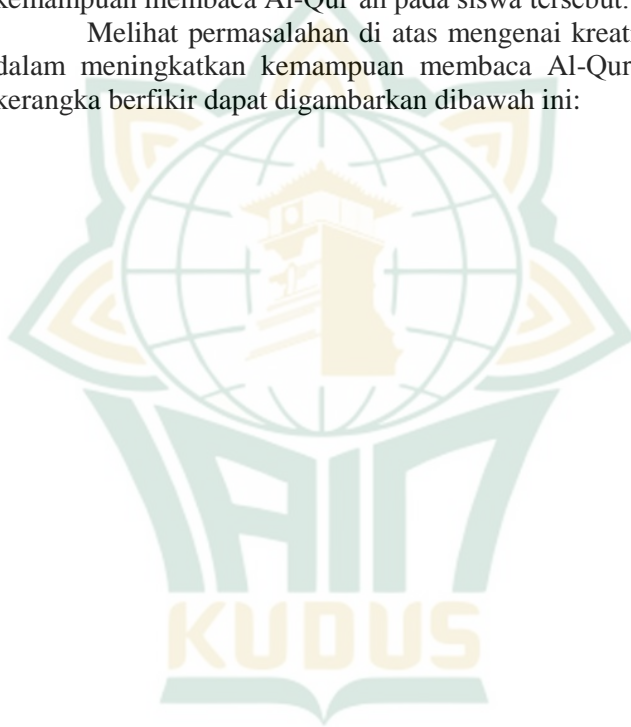 kemampuan membaca Al-Qur'an pada siswa tersebut.
Melihat permasalahan di atas mengenai kreat
dalam meningkatkan kemampuan membaca Al-Qur
kerangka berfikir dapat digambarkan dibawah ini:
IAIN
KUDUS